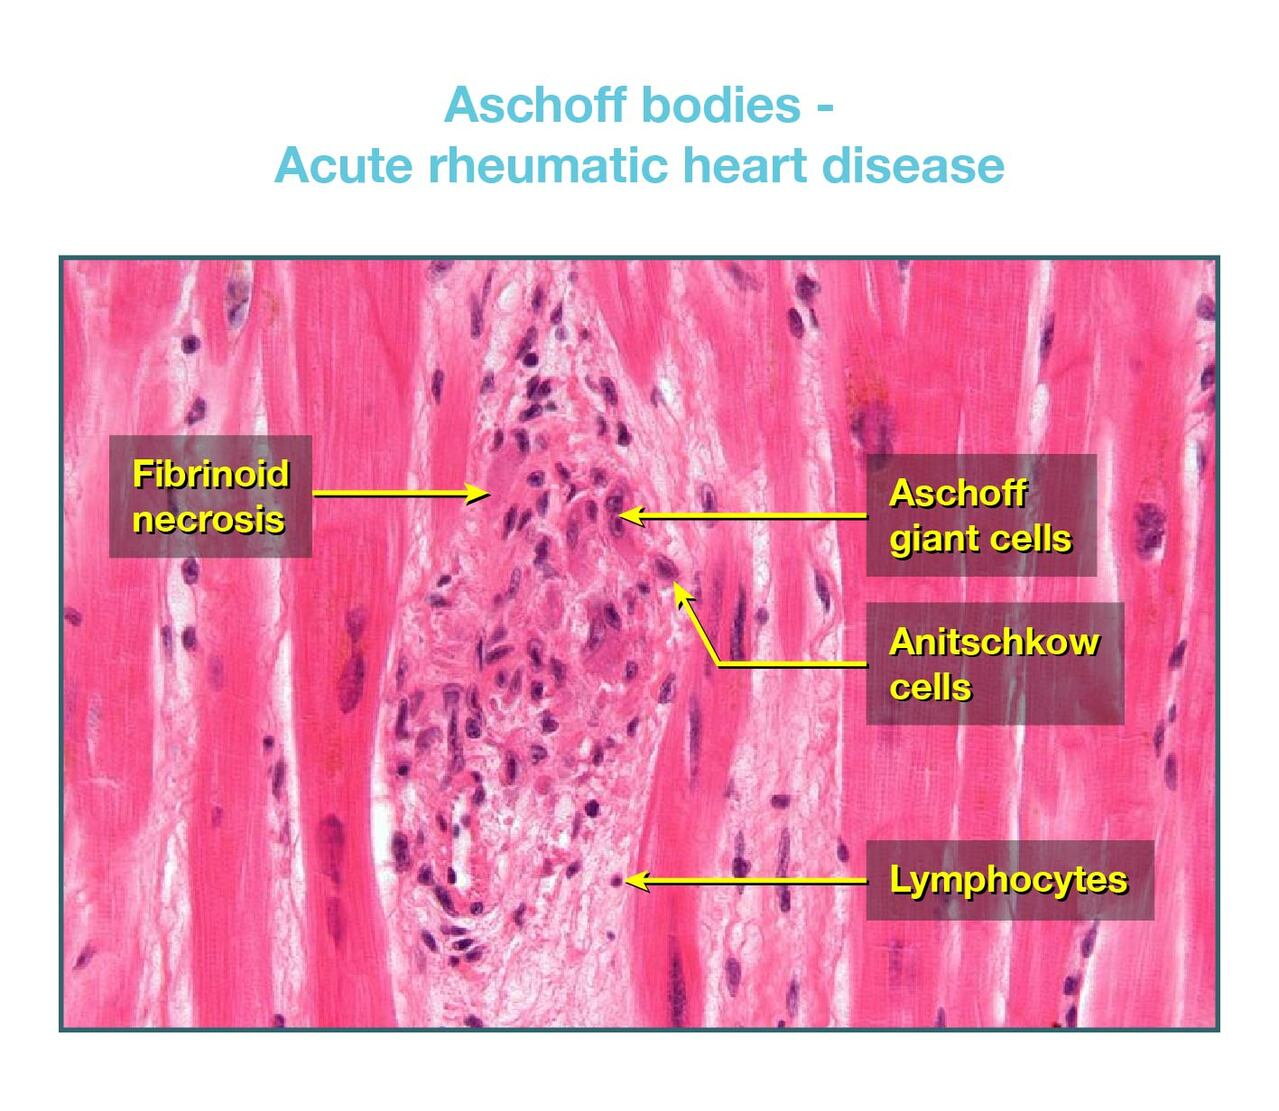 Aschoff bodies -
Acute rheumatic heart disease
Fibrinoid
necrosis
Aschoff
giant cells
Anitschkow
cells
Lymphocytes